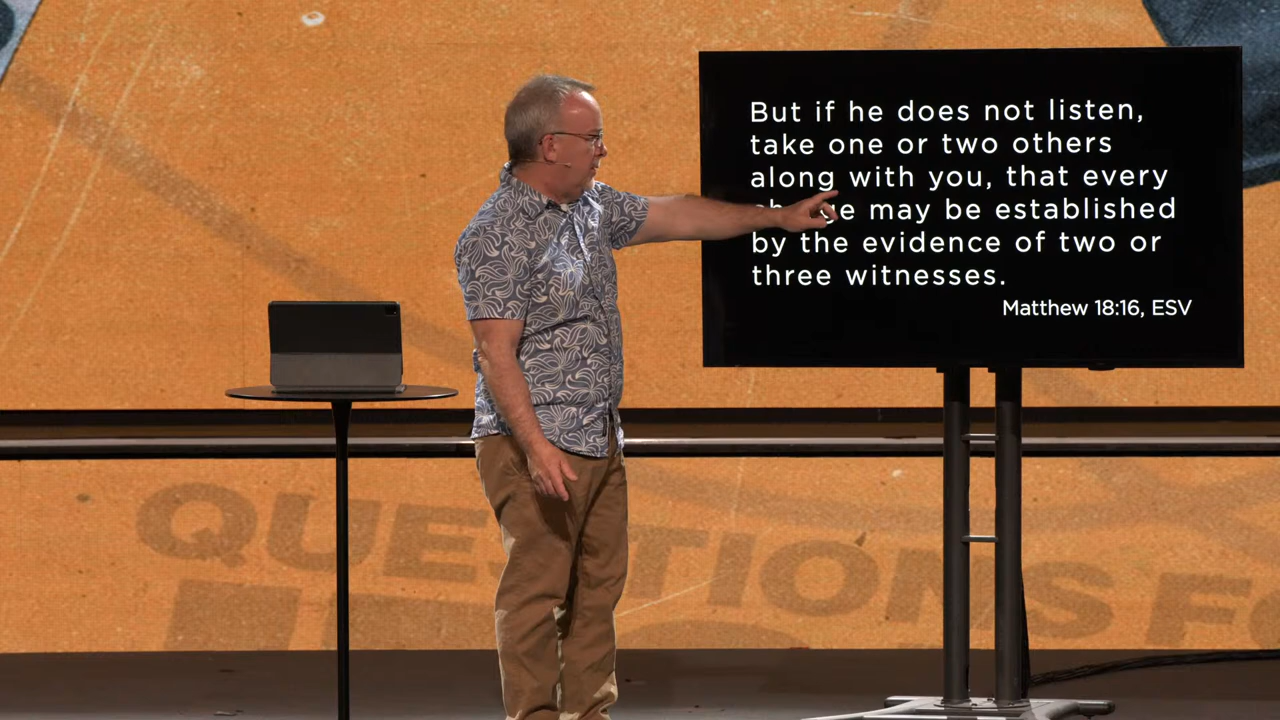 But if he does not listen,
take one or two others
along with you, that every
may be established
by the evidence of two or
three witnesses.
Matthew 18:16, ESV
QUESTIONS